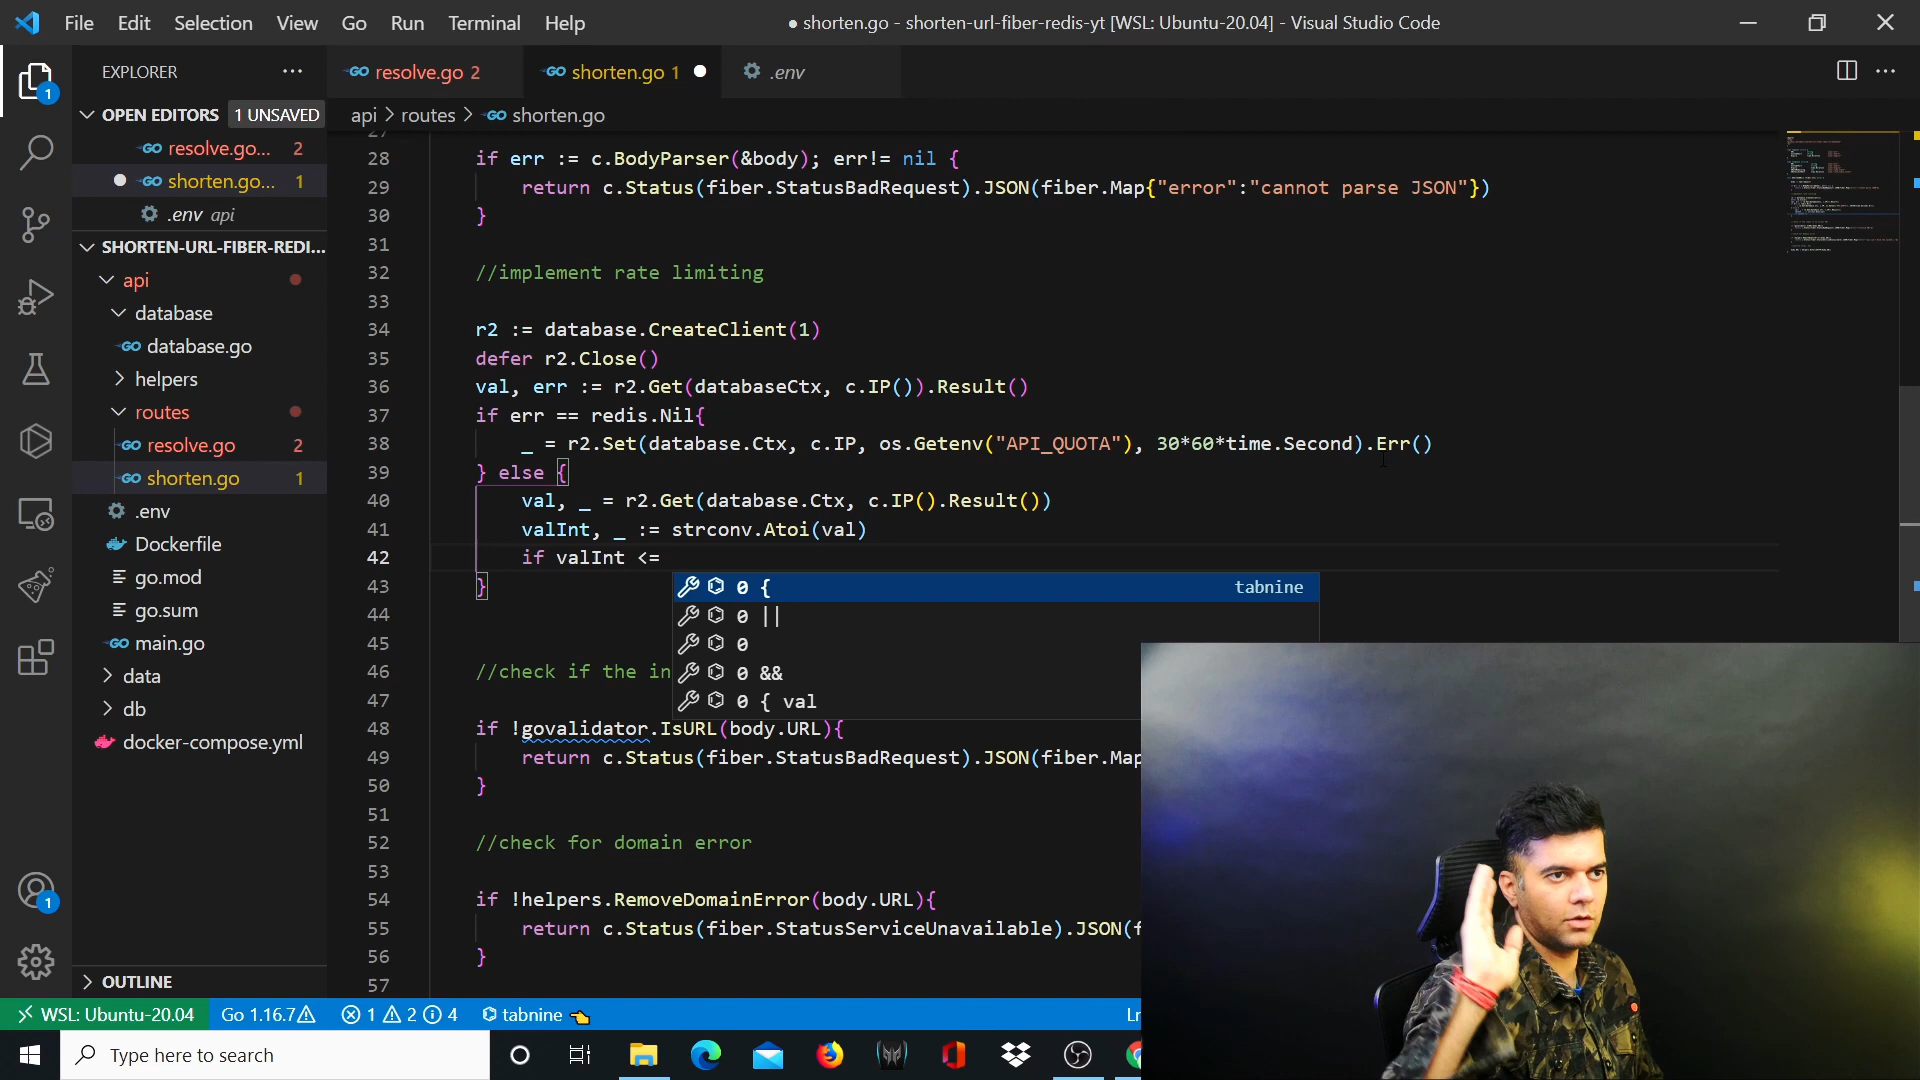 File Edit Selection View Go Run Terminal Help
● shorten.go - shorten-url-fiber-redis-yt [WSL: Ubuntu-20.04] - Visual Studio Code
EXPLORER
resolve.go 2
shorten.go 1
.env
OPEN EDITORS 1 UNSAVED
resolve.go... 2
shorten.go... 1
.env api
SHORTEN-URL-FIBER-REDI...
api
database
database.go
helpers
routes
resolve.go 2
shorten.go 1
.env
Dockerfile
go.mod
go.sum
main.go
data
db
docker-compose.yml
OUTLINE
1
1
api > routes > shorten.go
27
28 if err := c.BodyParser(&body); err!= nil {
29 return c.Status(fiber.StatusBadRequest).JSON(fiber.Map{"error":"cannot parse JSON"})
30 }
31
32 //implement rate limiting
33
34 r2 := database.CreateClient(1)
35 defer r2.Close()
36 val, err := r2.Get(databaseCtx, c.IP()).Result()
37 if err == redis.Nil{
38 _ = r2.Set(database.Ctx, c.IP, os.Getenv("API_QUOTA"), 30*60*time.Second).Err()
39 } else {
40 val, _ = r2.Get(database.Ctx, c.IP().Result())
41 valInt, _ := strconv.Atoi(val)
42 if valInt <=
43 }
44
45
46 //check if the in
47
48 if !govalidator.IsURL(body.URL){
49 return c.Status(fiber.StatusBadRequest).JSON(fiber.Map
50 }
51
52 //check for domain error
53
54 if !helpers.RemoveDomainError(body.URL){
55 return c.Status(fiber.StatusServiceUnavailable).JSON(f
56 }
57
0 { tabnine
0 ||
0
0 &&
0 { val
WSL: Ubuntu-20.04 Go 1.16.7 1 2 4 tabnine Ln
Type here to search